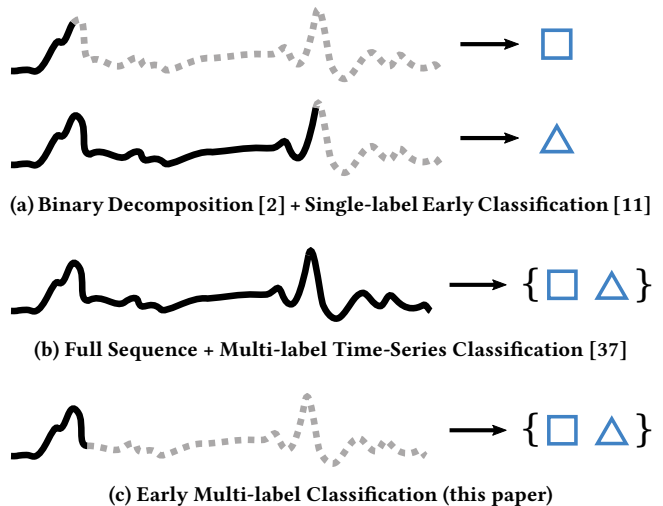 (a) Binary Decomposition [2] + Single-label Early Classification [11]
{ }
(b) Full Sequence + Multi-label Time-Series Classification [37]
{ }
(c) Early Multi-label Classification (this paper)